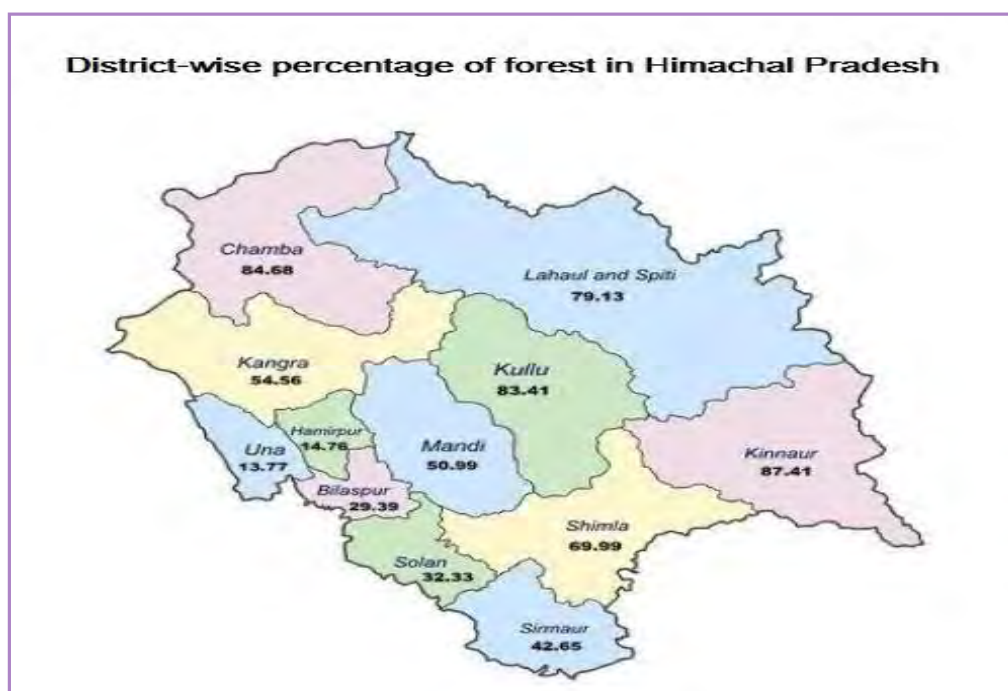 District-wise percentage of forest in Himachal Pradesh
Chamba
84.68
Lahaul and Spiti
79.13
Kangra
54.56
Kullu
83.41
Hamirpur
14.76
Una
13.77
Mandi
50.99
Kinnaur
87.41
Bilaspur
29.39
Shimla
69.99
Solan
32.33
Sirmaur
42.65